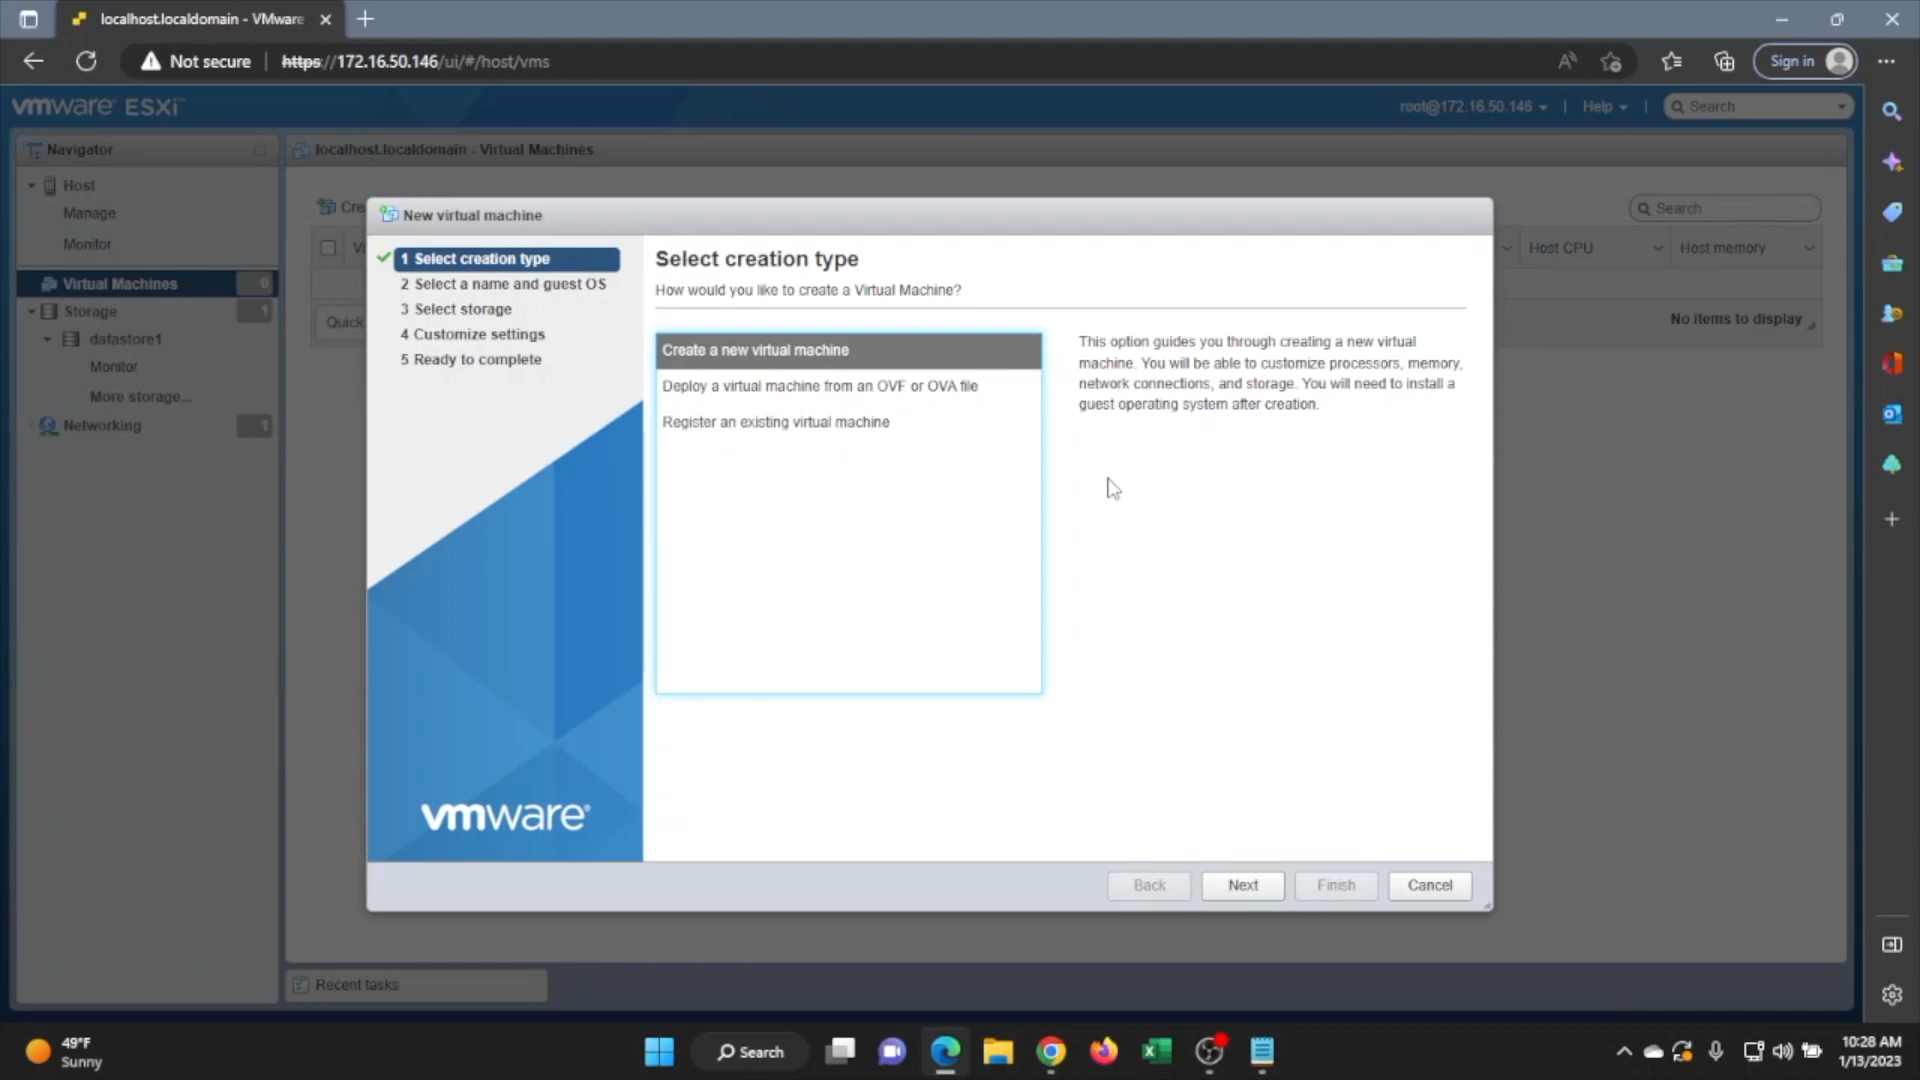 localhost.localdomain - VMware
Not secure
https://172.16.50.146/ui/#/host/vms
Sign in
vmware ESXi
root@172.16.50.146
Help
Search
Navigator
Host
Manage
Monitor
Virtual Machines
0
Storage
1
datastore1
Monitor
More storage...
Networking
1
localhost.localdomain - Virtual Machines
Cre
Search
Host CPU
Host memory
Quick
No items to display
New virtual machine
1 Select creation type
2 Select a name and guest OS
3 Select storage
4 Customize settings
5 Ready to complete
vmware
Select creation type
How would you like to create a Virtual Machine?
Create a new virtual machine
Deploy a virtual machine from an OVF or OVA file
Register an existing virtual machine
This option guides you through creating a new virtual
machine. You will be able to customize processors, memory,
network connections, and storage. You will need to install a
guest operating system after creation.
Back
Next
Finish
Cancel
Recent tasks
49°F
Sunny
Search
10:28 AM
1/13/2023